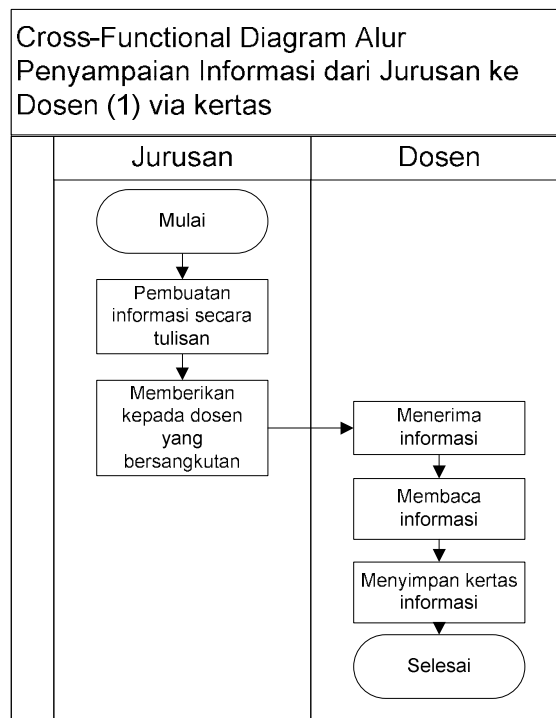 Cross-Functional Diagram Alur
Penyampaian Informasi dari Jurusan ke
Dosen (1) via kertas
Jurusan
Dosen
Mulai
Pembuatan
informasi secara
tulisan
Memberikan
kepada dosen
yang
bersangkutan
Menerima
informasi
Membaca
informasi
Menyimpan kertas
informasi
Selesai